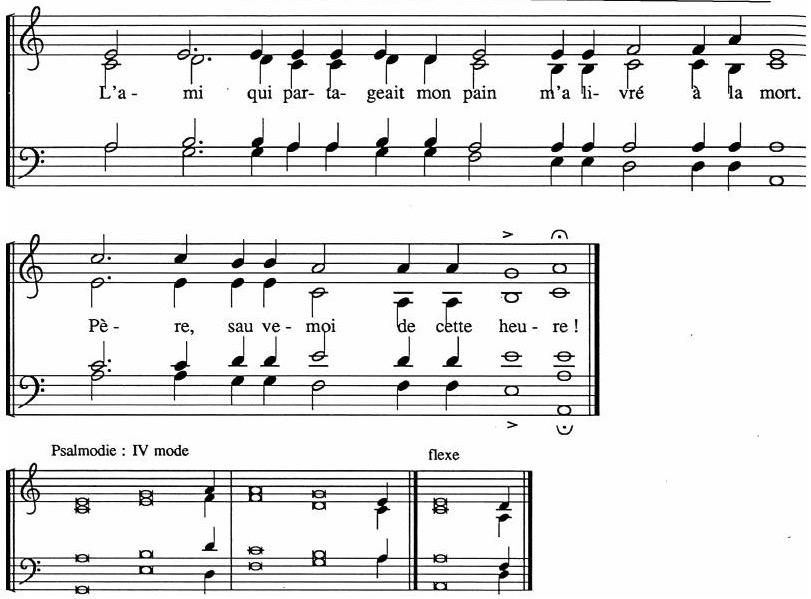 L'a - mi qui par- ta- geait mon pain m'a li- vré à la mort.
Pè - re, sau ve - moi de cette heu - re !
Psalmodie : IV mode
flexe